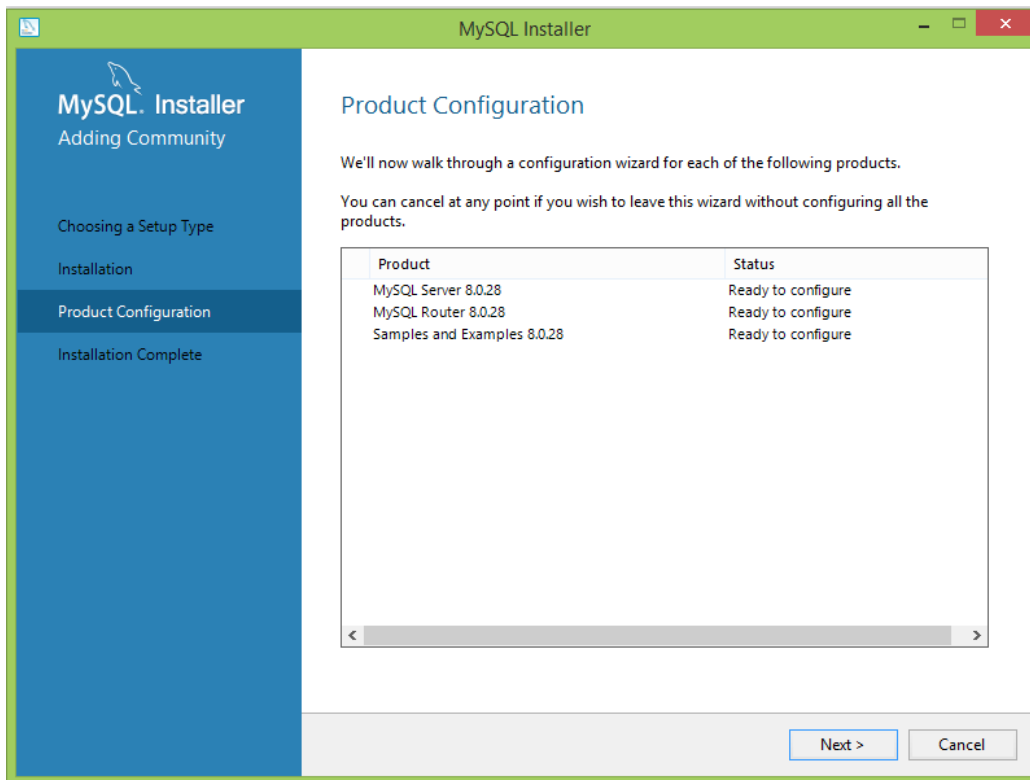 MySQL Installer
MySQL. Installer
Adding Community
Choosing a Setup Type
Installation
Product Configuration
Installation Complete
Product Configuration
We'll now walk through a configuration wizard for each of the following products.
You can cancel at any point if you wish to leave this wizard without configuring all the
products.
Product Status
MySQL Server 8.0.28 Ready to configure
MySQL Router 8.0.28 Ready to configure
Samples and Examples 8.0.28 Ready to configure
Next >
Cancel